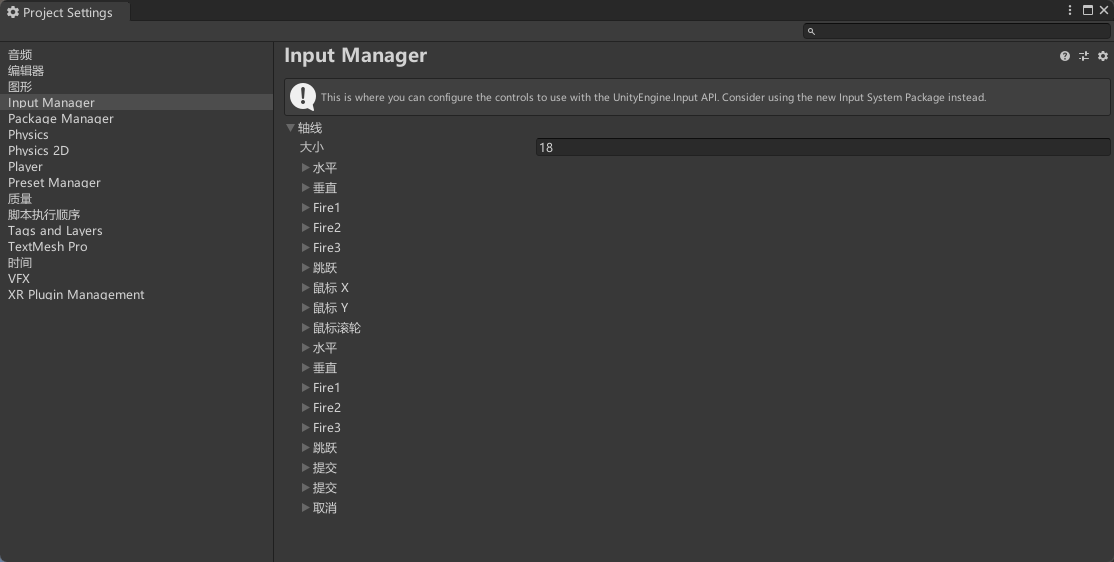 Project Settings
音频
编辑器
图形
Input Manager
Package Manager
Physics
Physics 2D
Player
Preset Manager
质量
脚本执行顺序
Tags and Layers
TextMesh Pro
时间
VFX
XR Plugin Management
Input Manager
This is where you can configure the controls to use with the UnityEngine.Input API. Consider using the new Input System Package instead.
轴线
大小 18
水平
垂直
Fire1
Fire2
Fire3
跳跃
鼠标 X
鼠标 Y
鼠标滚轮
水平
垂直
Fire1
Fire2
Fire3
跳跃
提交
提交
取消